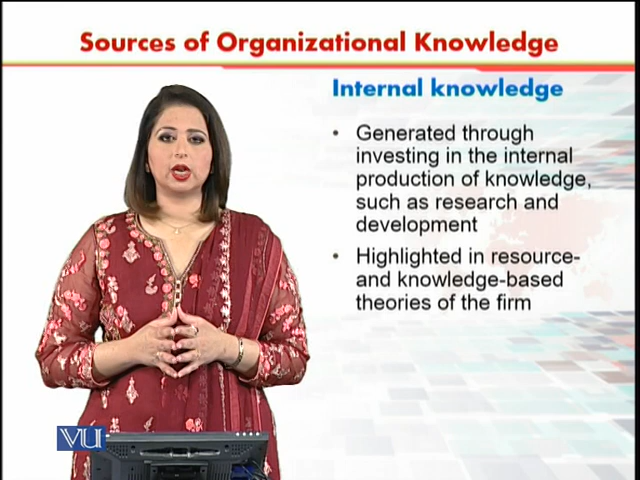 Sources of Organizational Knowledge
Internal knowledge
• Generated through
investing in the internal
production of knowledge,
such as research and
development
• Highlighted in resource-
and knowledge-based
theories of the firm
VU